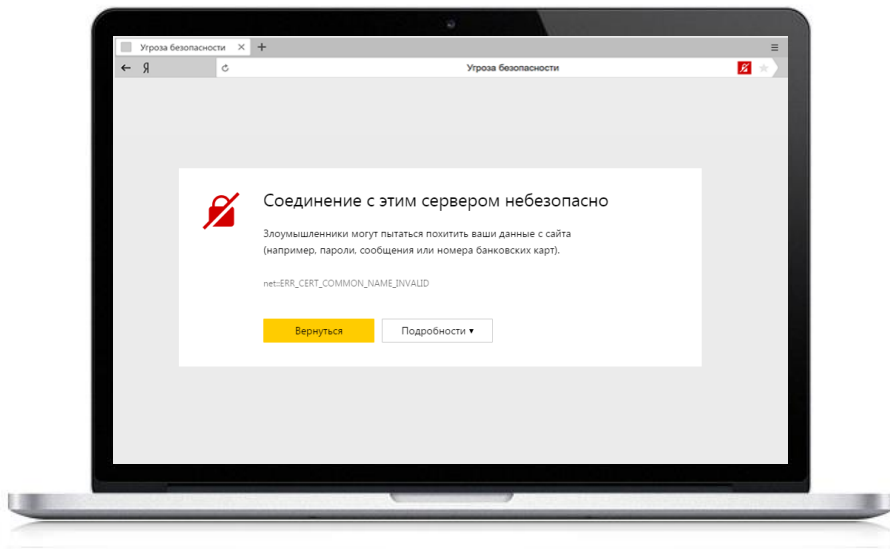 Угроза безопасности
Я
Угроза безопасности
Соединение с этим сервером небезопасно
Злоумышленники могут пытаться похитить ваши данные с сайта
(например, пароли, сообщения или номера банковских карт).
net::ERR_CERT_COMMON_NAME_INVALID
Вернуться
Подробности